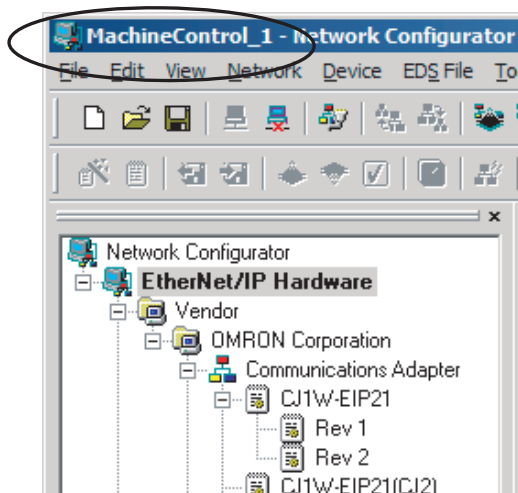 MachineControl_1 - Network Configurator
File Edit View Network Device EDS File To
Network Configurator
EtherNet/IP Hardware
Vendor
OMRON Corporation
Communications Adapter
CJ1W-EIP21
Rev 1
Rev 2
CJ1W-EIP21(CJ2)